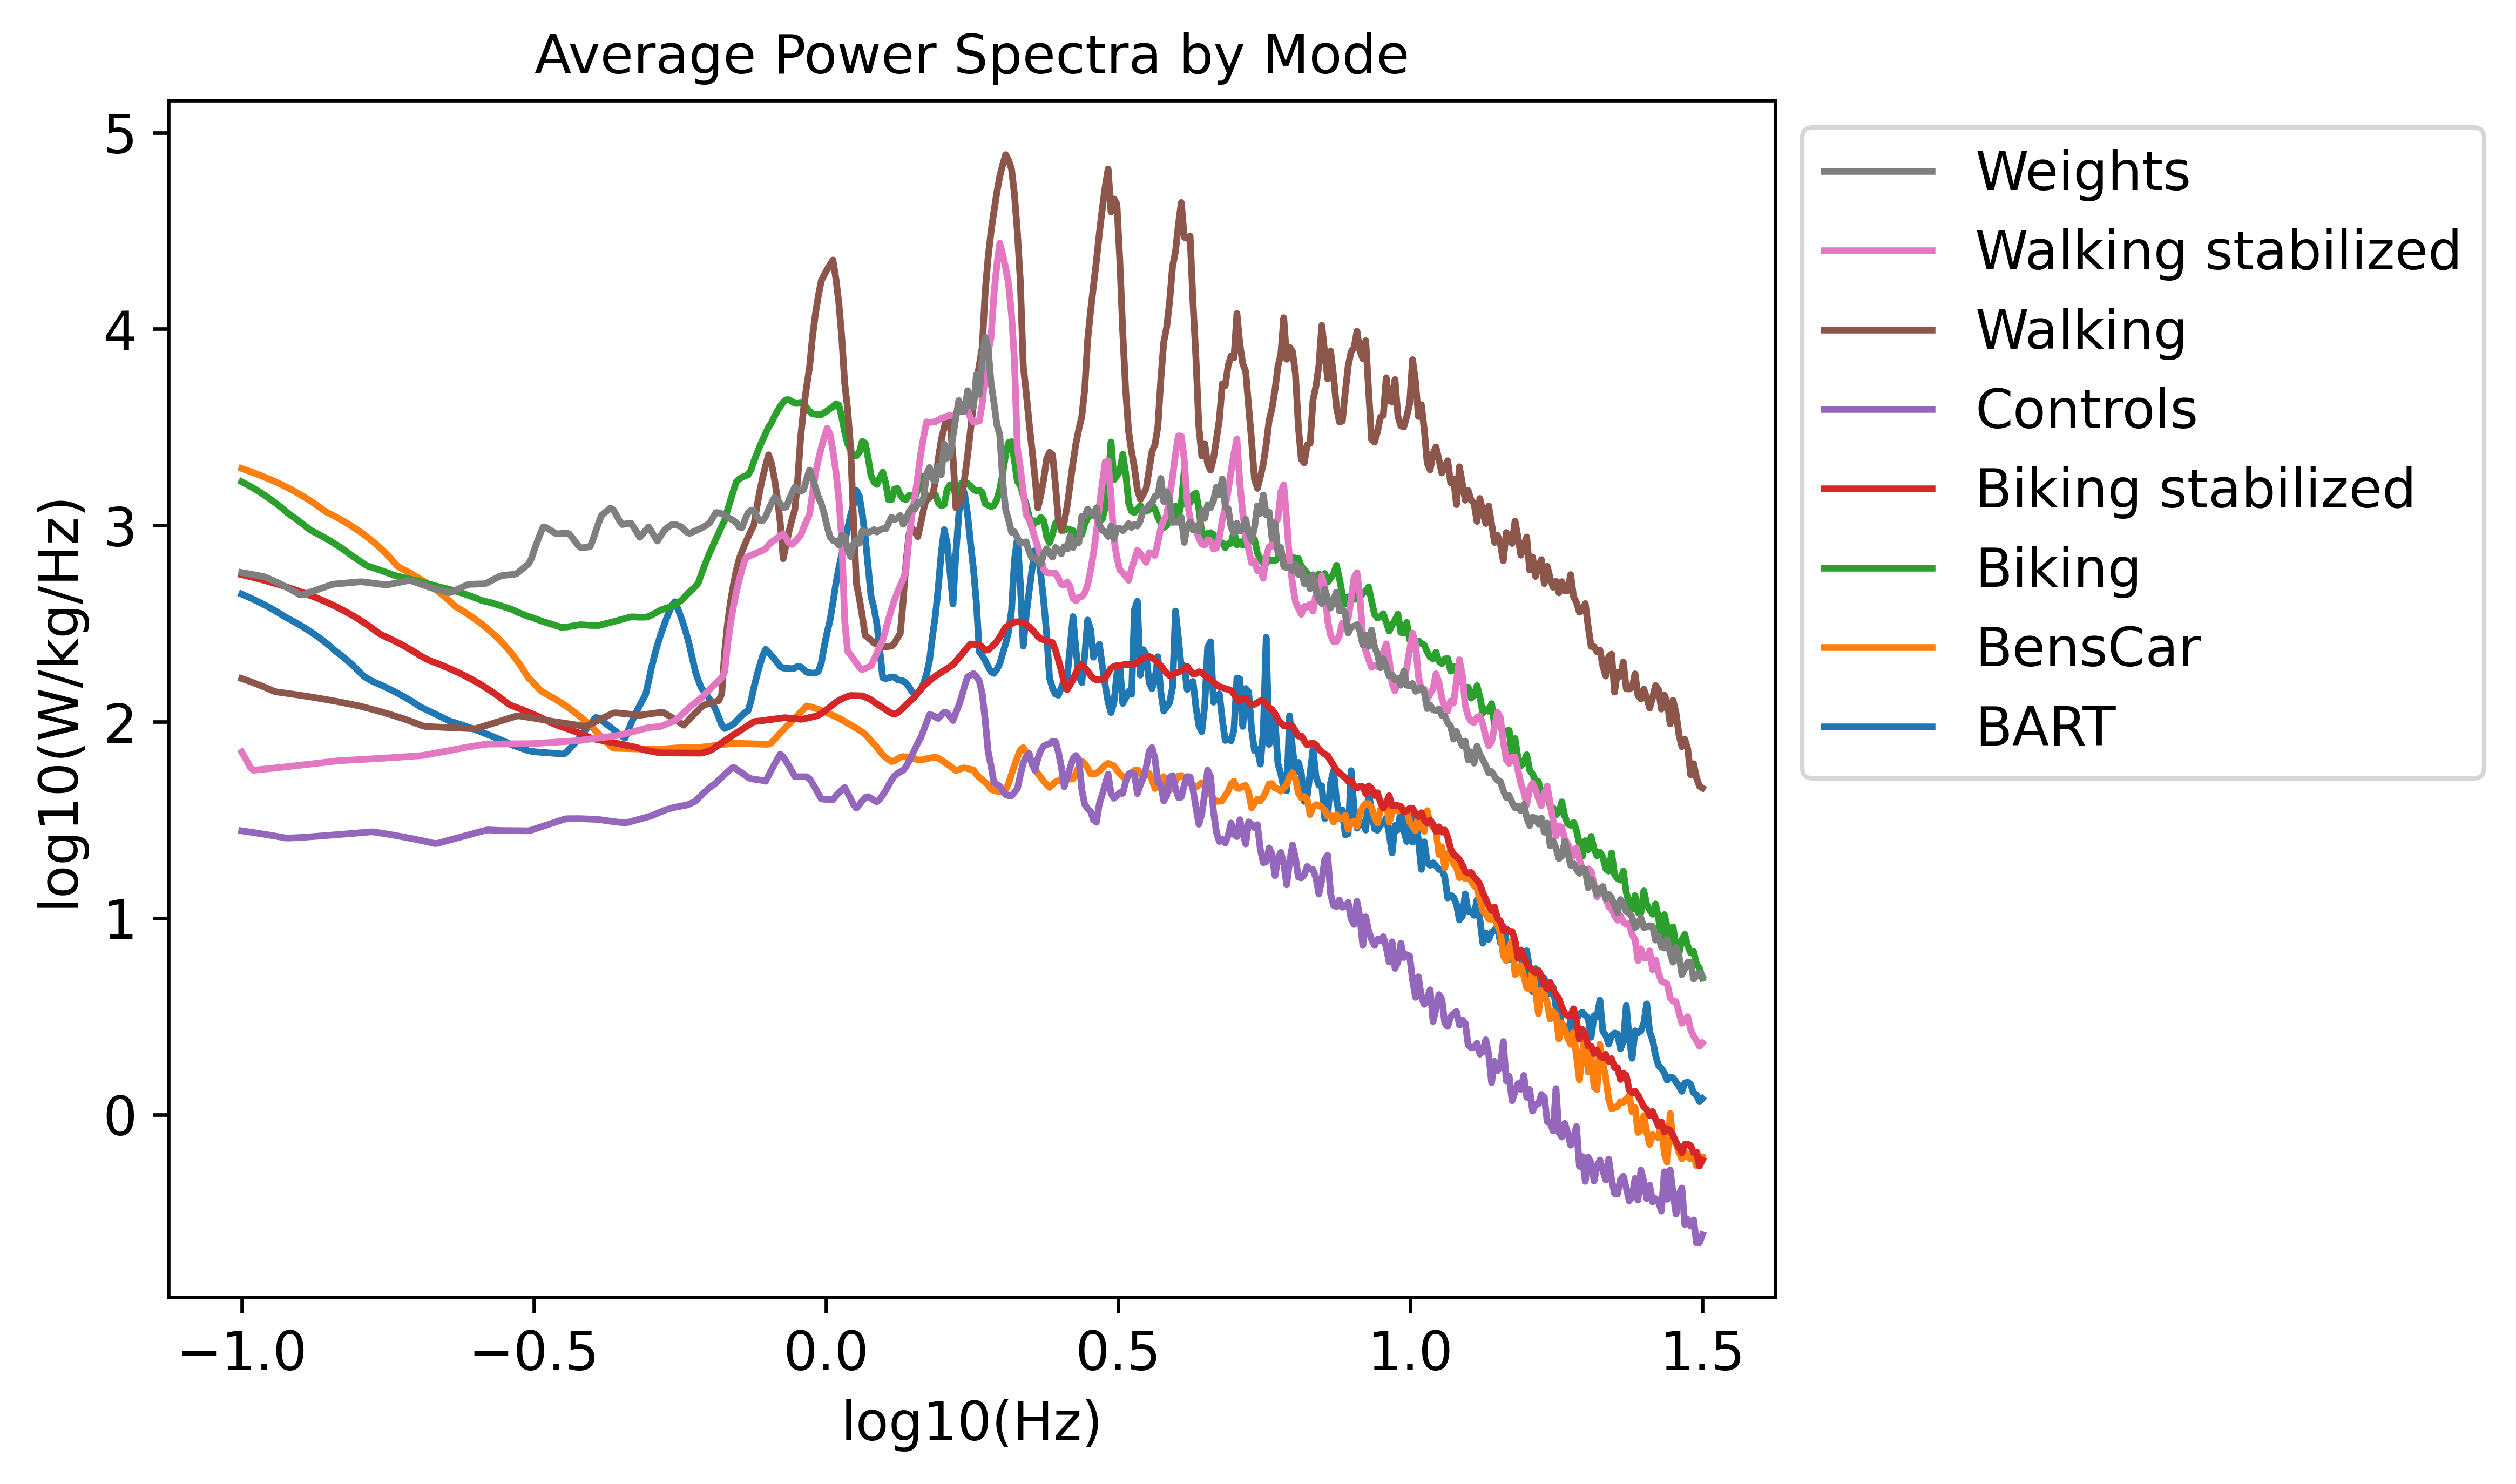 Average Power Spectra by Mode
log10(W/kg/Hz)
5
4
3
2
1
0
−1.0
−0.5
0.0
0.5
1.0
1.5
log10(Hz)
Weights
Walking stabilized
Walking
Controls
Biking stabilized
Biking
BensCar
BART